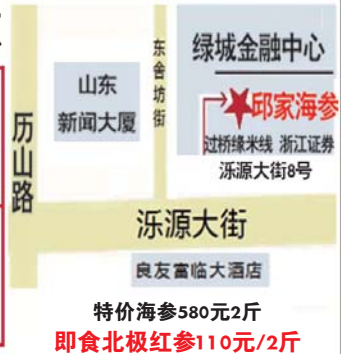 绿城金融中心
东舍坊街
山东
新闻大厦
邱家海参
过桥缘米线 浙江证券
泺源大街8号
历山路
泺源大街
良友富临大酒店
特价海参580元2斤
即食北极红参110元/2斤